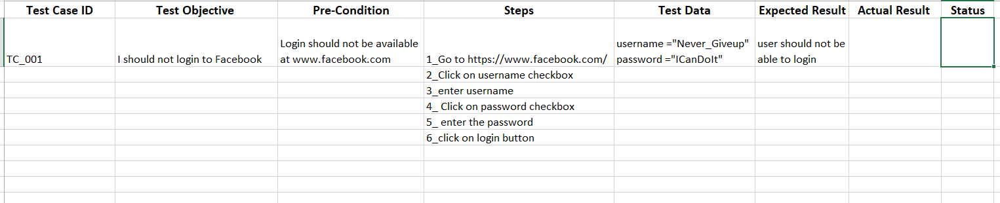 Test Case ID Test Objective Pre-Condition Steps Test Data Expected Result Actual Result Status
TC_001
I should not login to Facebook
Login should not be available
at www.facebook.com
1_Go to https://www.facebook.com/
username ="Never_Giveup"
password ="ICanDoIt"
user should not be
able to login
2_Click on username checkbox
3_enter username
4_ Click on password checkbox
5_ enter the password
6_click on login button